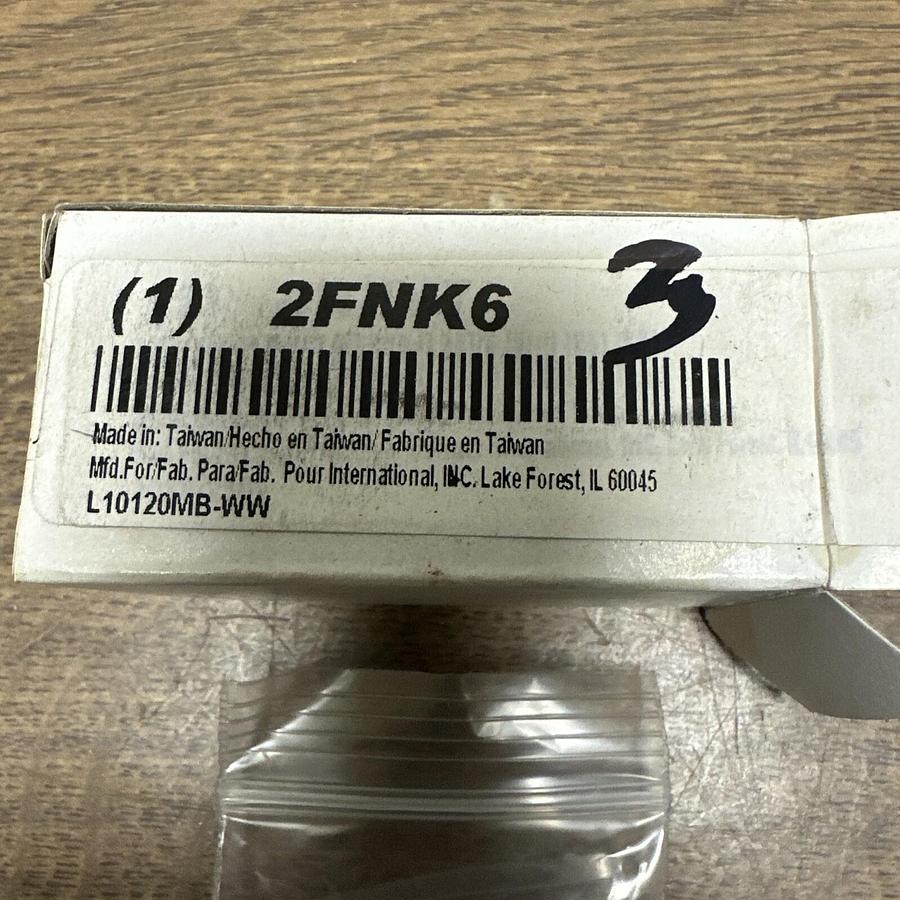 (1) 2FNK6 3
Made in: Taiwan/Hecho en Taiwan/ Fabrique en Taiwan
Mfd.For/Fab. Para/Fab. Pour International, INC. Lake Forest, IL 60045
L10120MB-WW